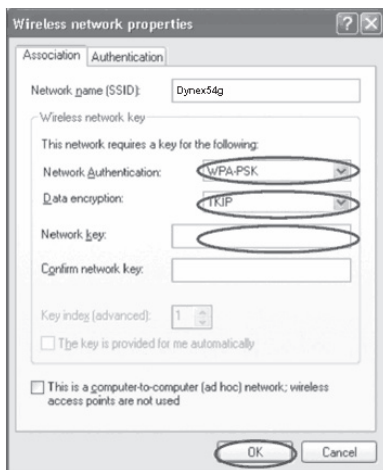 Wireless network properties
Association
Authentication
Network name (SSID):
Dynex54g
Wireless network key
This network requires a key for the following:
Network Authentication:
WPA-PSK
Data encryption:
TKIP
Network key:
Confirm network key:
Key index (advanced):
1
The key is provided for me automatically
This is a computer-to-computer (ad hoc) network; wireless
access points are not used
OK
Cancel